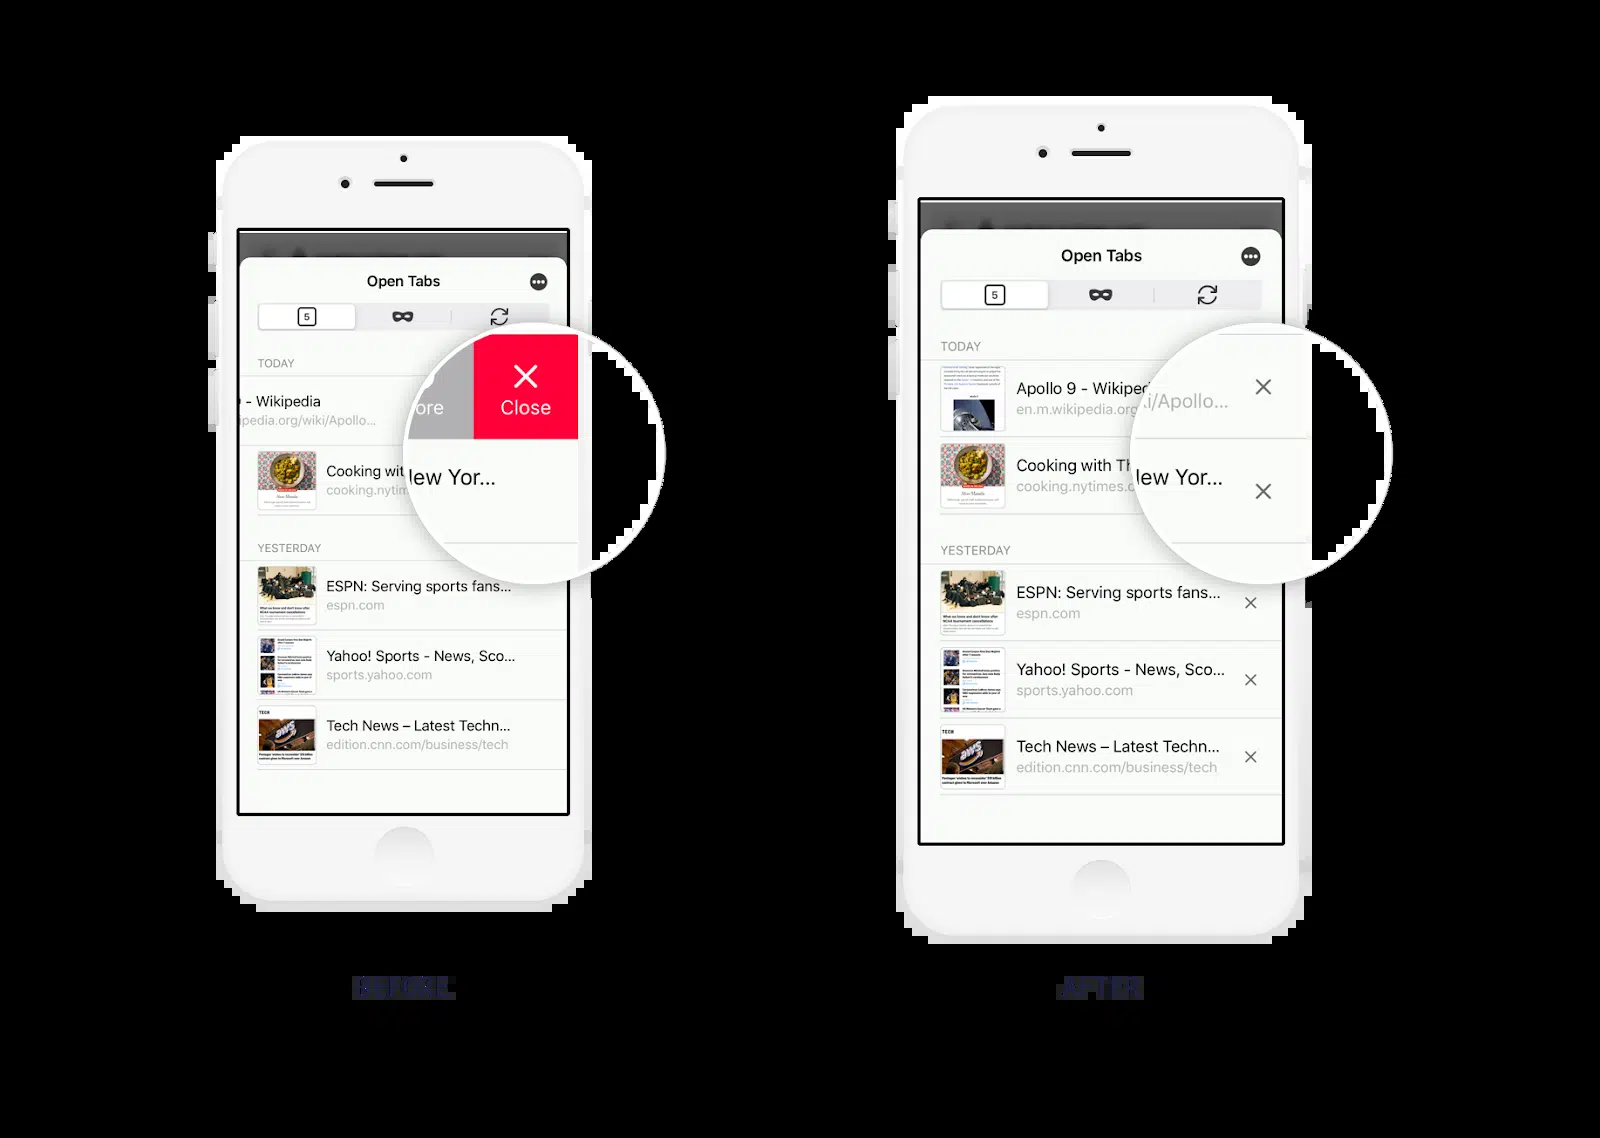 Open Tabs
5
TODAY
- Wikipedia
ipedia.org/wiki/Apollo...
ore
Close
Cooking wit
lew Yor...
cooking.nytim
YESTERDAY
ESPN: Serving sports fans...
espn.com
Yahoo! Sports - News, Sco...
sports.yahoo.com
TECH
Tech News – Latest Techn...
edition.cnn.com/business/tech
BEFORE
Open Tabs
5
TODAY
Apollo 9 - Wikiped
en.m.wikipedia.org
i/Apollo...
Cooking with Th
lew Yor...
cooking.nytimes.c
YESTERDAY
ESPN: Serving sports fans...
espn.com
Yahoo! Sports - News, Sco...
sports.yahoo.com
TECH
Tech News – Latest Techn...
edition.cnn.com/business/tech
AFTER